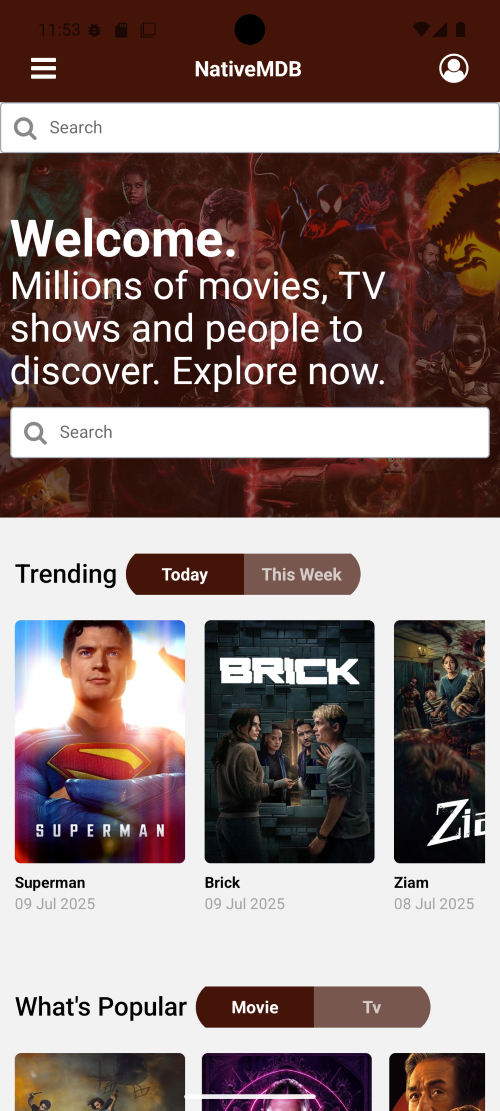 11:53
NativeMDB
Search
Welcome.
Millions of movies, TV
shows and people to
discover. Explore now.
Search
Trending
Today
This Week
SUPERMAN
BRICK
Superman
09 Jul 2025
Brick
09 Jul 2025
Ziam
08 Jul 2025
What's Popular
Movie
Tv